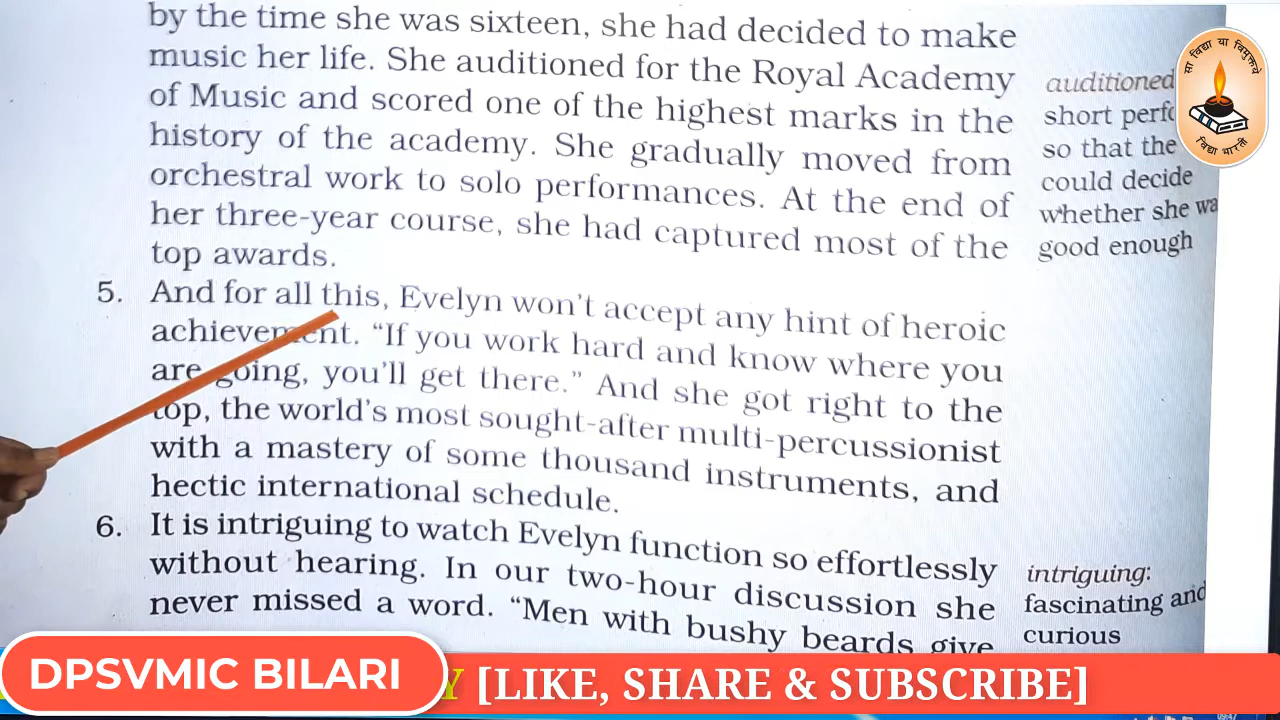 by the time she was sixteen, she had decided to make
music her life. She auditioned for the Royal Academy
of Music and scored one of the highest marks in the
history of the academy. She gradually moved from
orchestral work to solo performances. At the end of
her three-year course, she had captured most of the
top awards.
5. And for all this, Evelyn won't accept any hint of heroic
achievement. “If you work hard and know where you
are going, you'll get there.” And she got right to the
top, the world's most sought-after multi-percussionist
with a mastery of some thousand instruments, and
hectic international schedule.
6. It is intriguing to watch Evelyn function so effortlessly
without hearing. In our two-hour discussion she
never missed a word. “Men with bushy beards give
auditioned
short
so that the
could decide
whether she
good enough
intriguing:
fascinating and
curious
सा विद्या या विमुक्तये
विद्या भारती
DPSVMIC BILARI
Y [LIKE, SHARE & SUBSCRIBE]
09:47